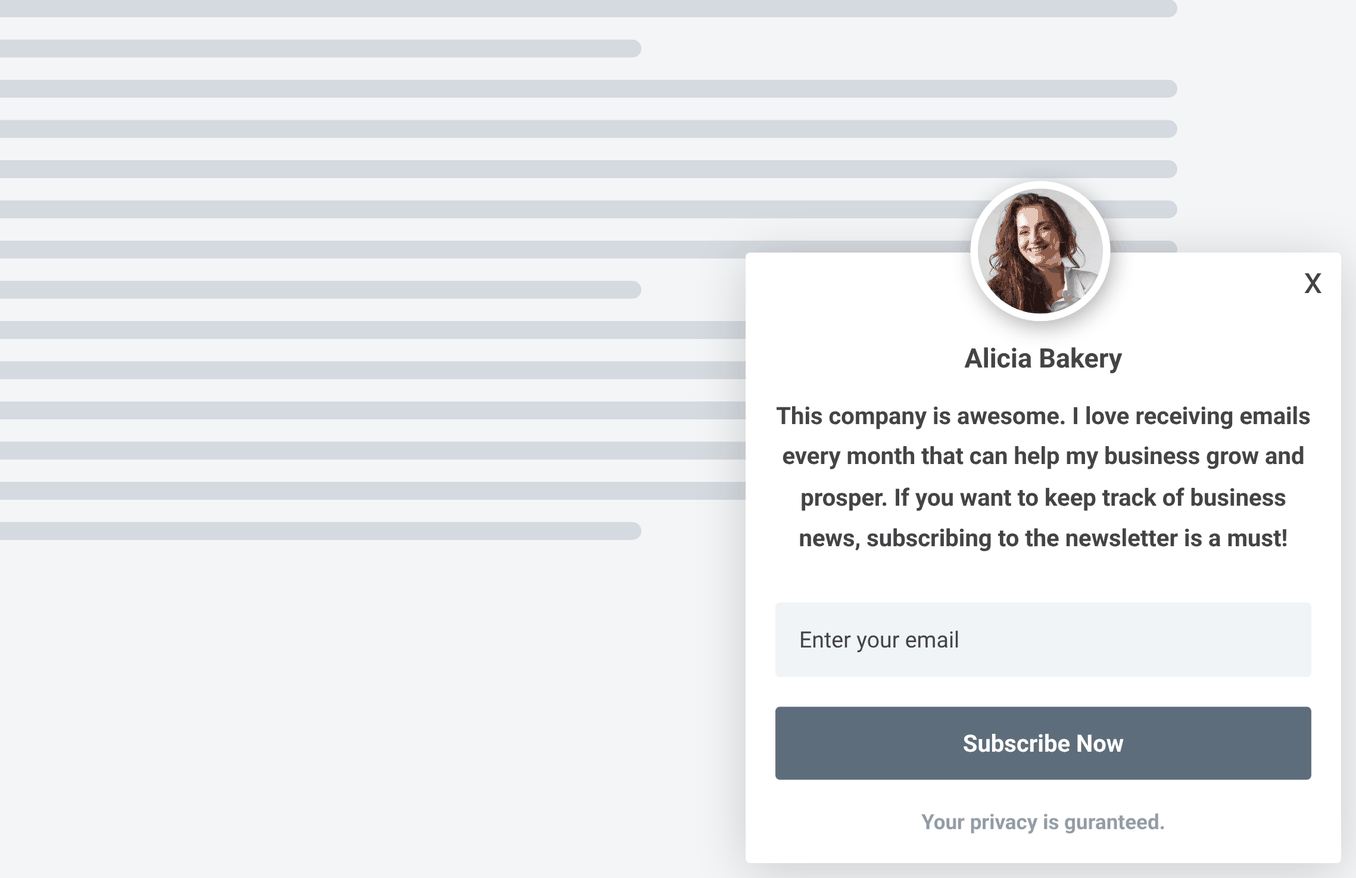 X
Alicia Bakery
This company is awesome. I love receiving emails
every month that can help my business grow and
prosper. If you want to keep track of business
news, subscribing to the newsletter is a must!
Enter your email
Subscribe Now
Your privacy is guranteed.